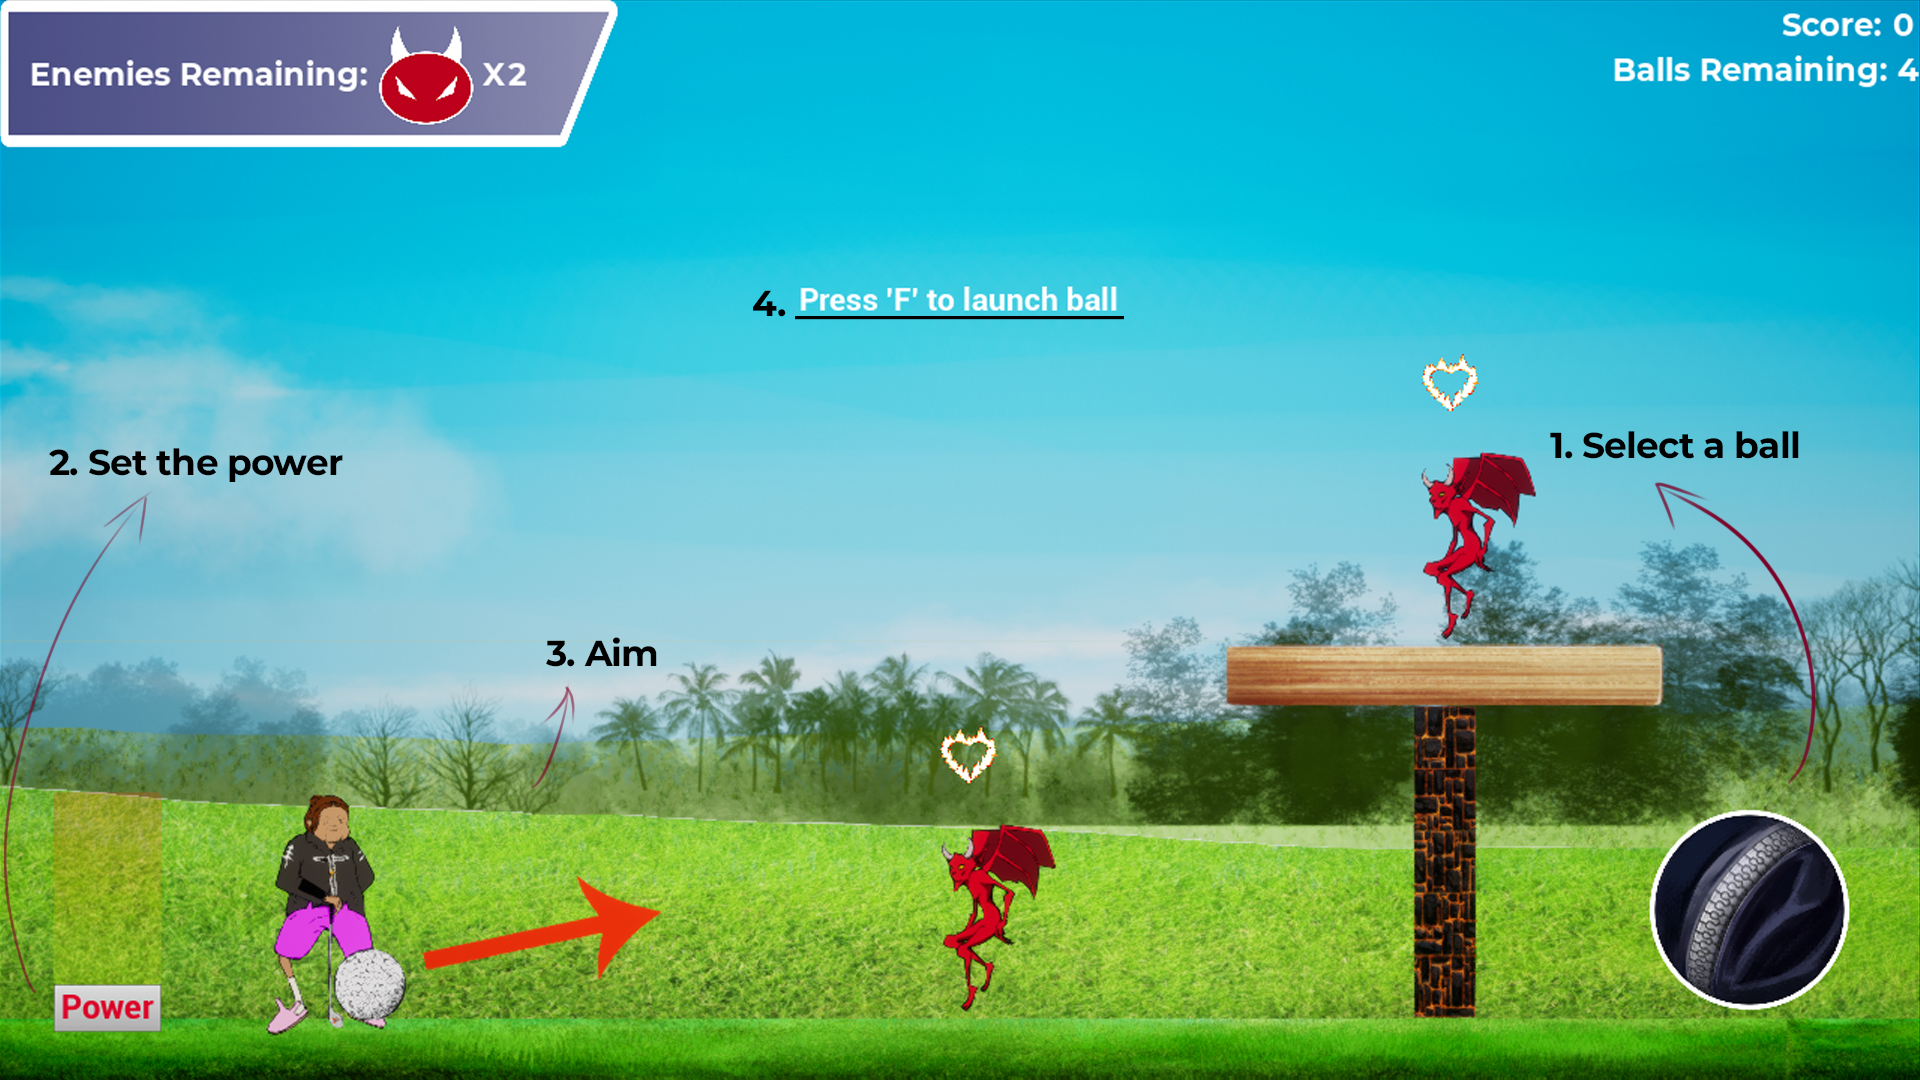 Enemies Remaining: X2
Score: 0
Balls Remaining: 4
4. Press 'F' to launch ball
1. Select a ball
2. Set the power
3. Aim
Power